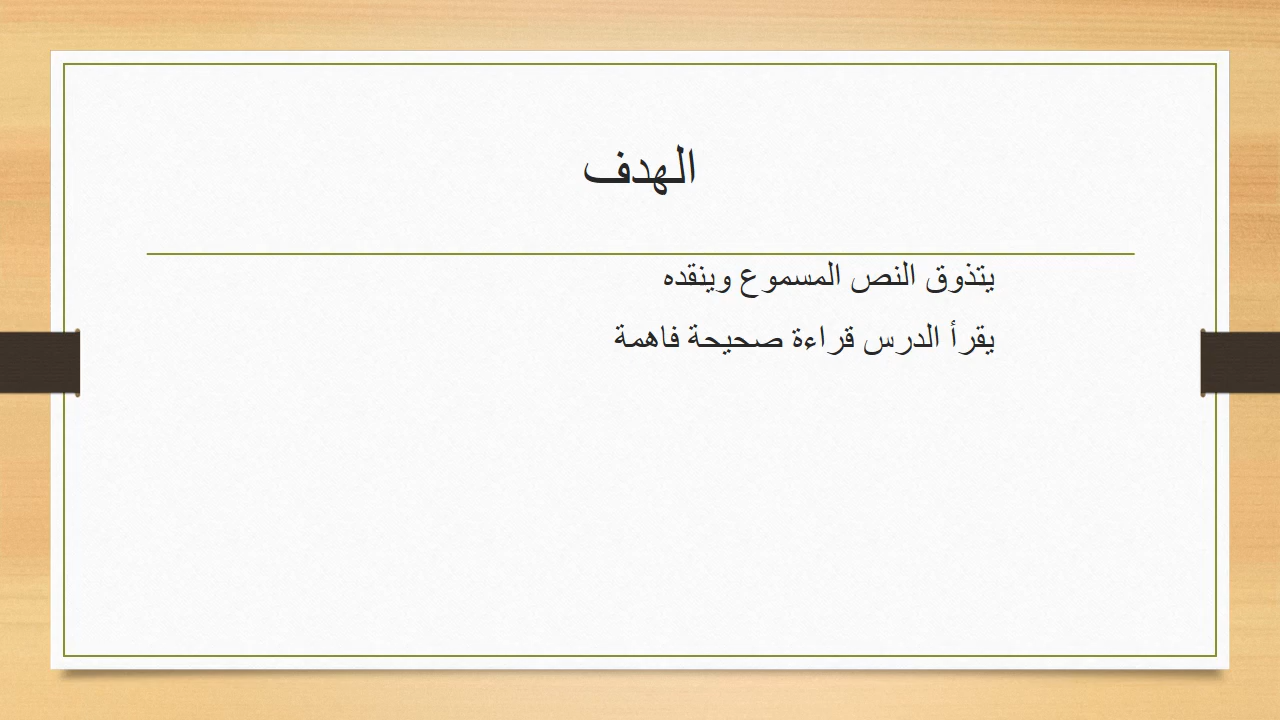 الهدف
يتذوق النص المسموع وينقده
يقرأ الدرس قراءة صحيحة فاهمة